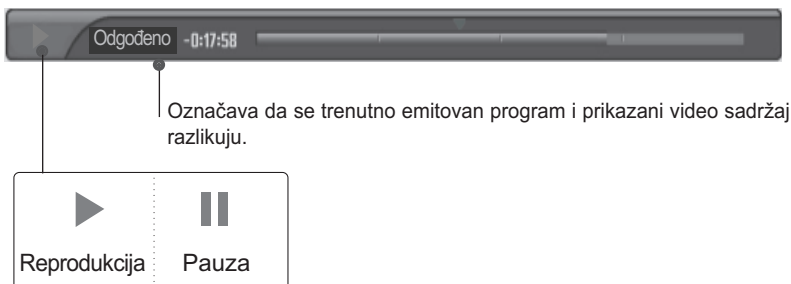 Odgođeno -0:17:58
Označava da se trenutno emitovan program i prikazani video sadržaj
razlikuju.
Reprodukcija Pauza